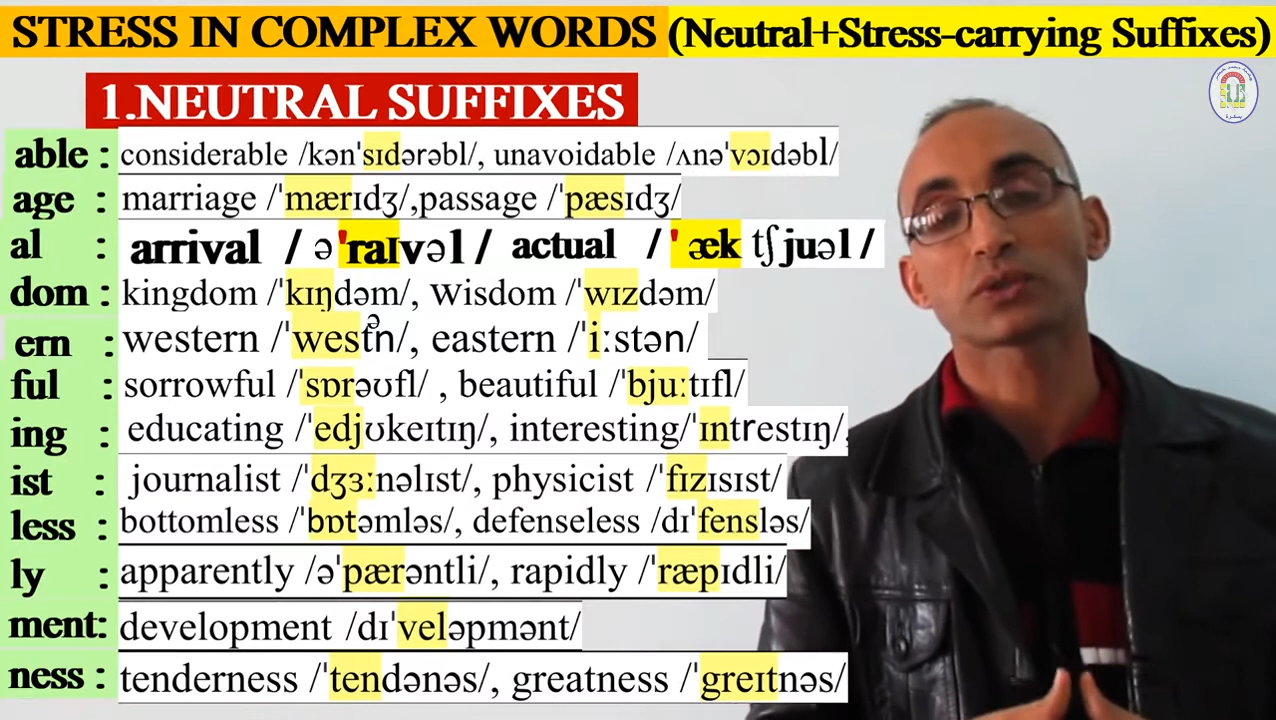 STRESS IN COMPLEX WORDS (Neutral+Stress-carrying Suffixes)
1.NEUTRAL SUFFIXES
able : considerable /kənˈsɪdərəbl/, unavoidable /ʌnəˈvɔɪdəbl/
age : marriage /ˈmærɪdʒ/,passage /ˈpæsɪdʒ/
al : arrival / əˈraɪvəl / actual /ˈ æk tʃjuəl /
dom : kingdom /ˈkɪŋdəm/, Wisdom /ˈwɪzdəm/
ern : western /ˈwestᵊn/, eastern /ˈiːstən/
ful : sorrowful /ˈsɒrəʊfl/ , beautiful /ˈbjuːtɪfl/
ing : educating /ˈedjʊkeɪtɪŋ/, interesting/ˈɪntrestɪŋ/,
ist : journalist /ˈdʒɜːnəlɪst/, physicist /ˈfɪzɪsɪst/
less : bottomless /ˈbɒtəmləs/, defenseless /dɪˈfensləs/
ly : apparently /əˈpærəntli/, rapidly /ˈræpɪdli/
ment: development /dɪˈveləpmənt/
ness : tenderness /ˈtendənəs/, greatness /ˈgreɪtnəs/